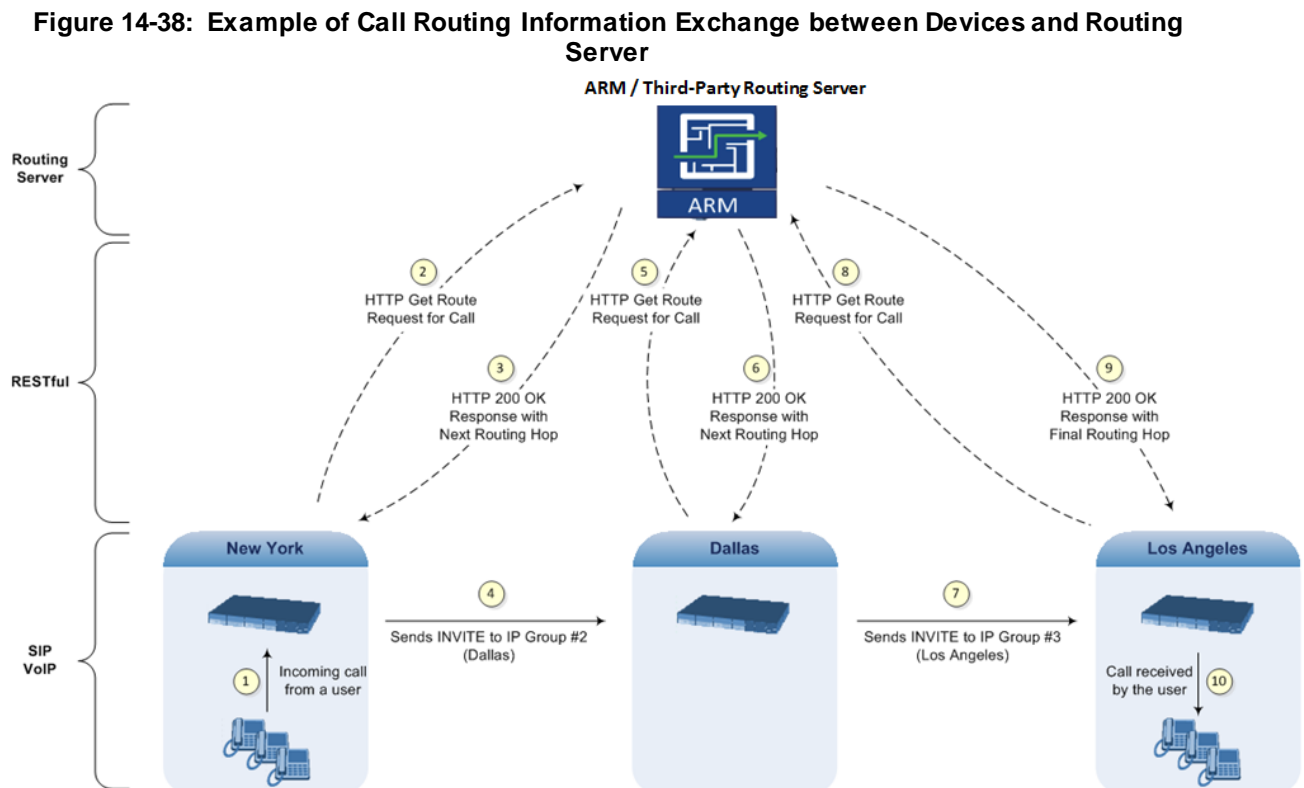 Figure 14-38: Example of Call Routing Information Exchange between Devices and Routing
Server
ARM / Third-Party Routing Server
Routing
Server
ARM
2
HTTP Get Route
Request for Call
5
HTTP Get Route
Request for Call
8
HTTP Get Route
Request for Call
RESTful
3
HTTP 200 OK
Response with
Next Routing Hop
6
HTTP 200 OK
Response with
Next Routing Hop
9
HTTP 200 OK
Response with
Final Routing Hop
New York
Dallas
Los Angeles
SIP
VoIP
4
Sends INVITE to IP Group #2
(Dallas)
7
Sends INVITE to IP Group #3
(Los Angeles)
1
Incoming call
from a user
Call received
by the user
10